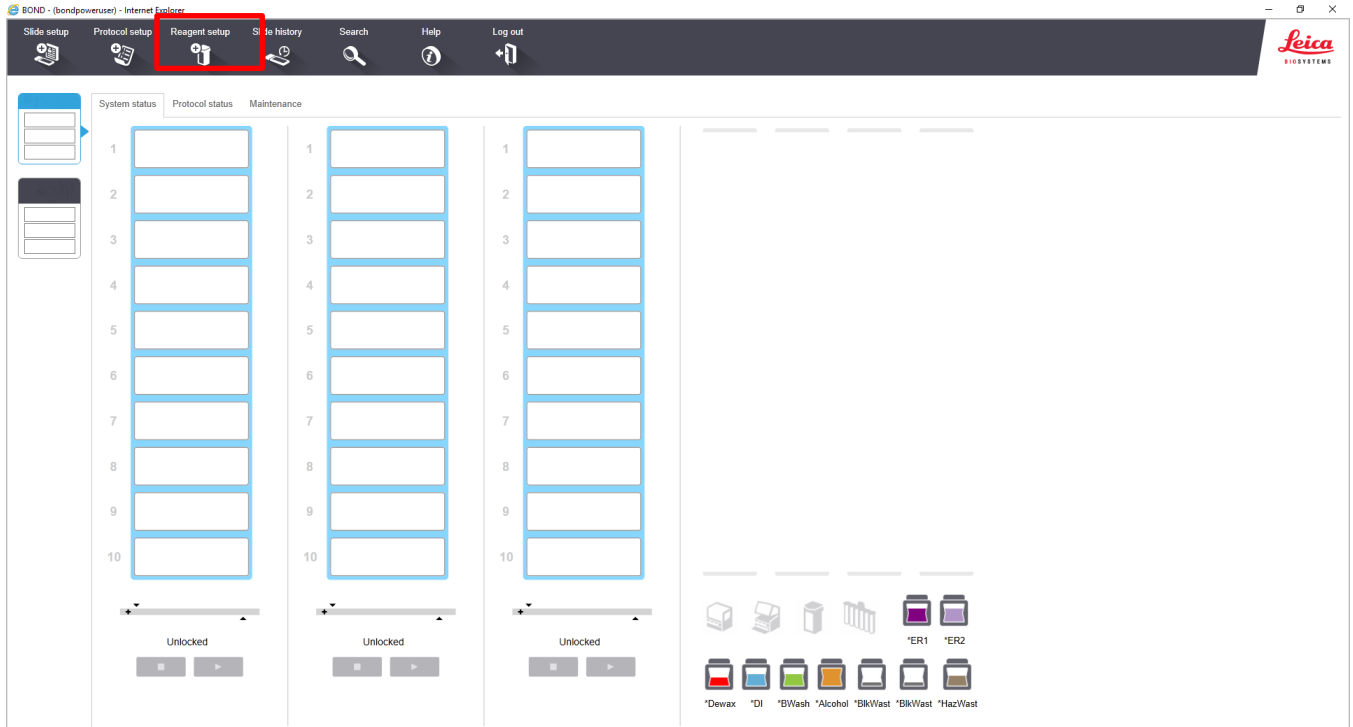 BOND - (bondpoweruser) - Internet Explorer
Slide setup Protocol setup Reagent setup Slide history Search Help Log out
Leica
BIOSYSTEMS
System status Protocol status Maintenance
1 1 1
2 2 2
3 3 3
4 4 4
5 5 5
6 6 6
7 7 7
8 8 8
9 9 9
10 10 10
*ER1 *ER2
Unlocked Unlocked Unlocked
*Dewax *DI *BWash *Alcohol *BlkWast *BlkWast *HazWast